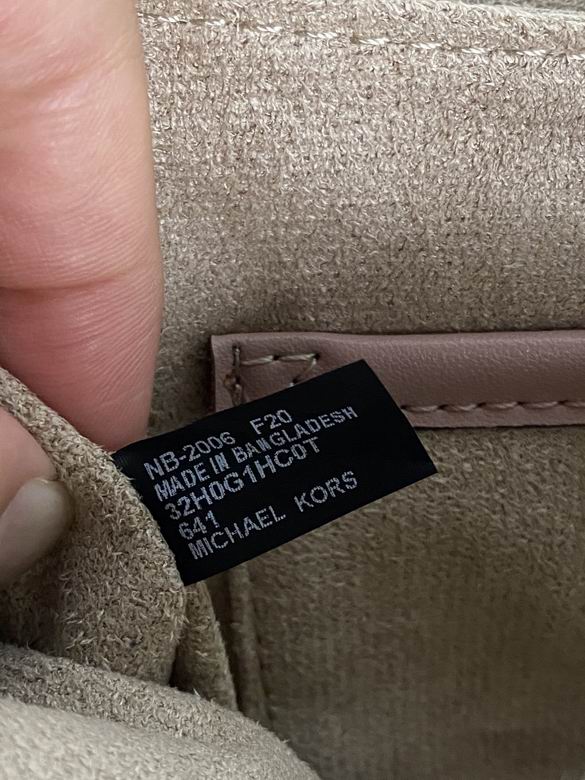 NB-2006 F20
MADE IN BANGLADESH
32H0G1HC0T
641
MICHAEL KORS